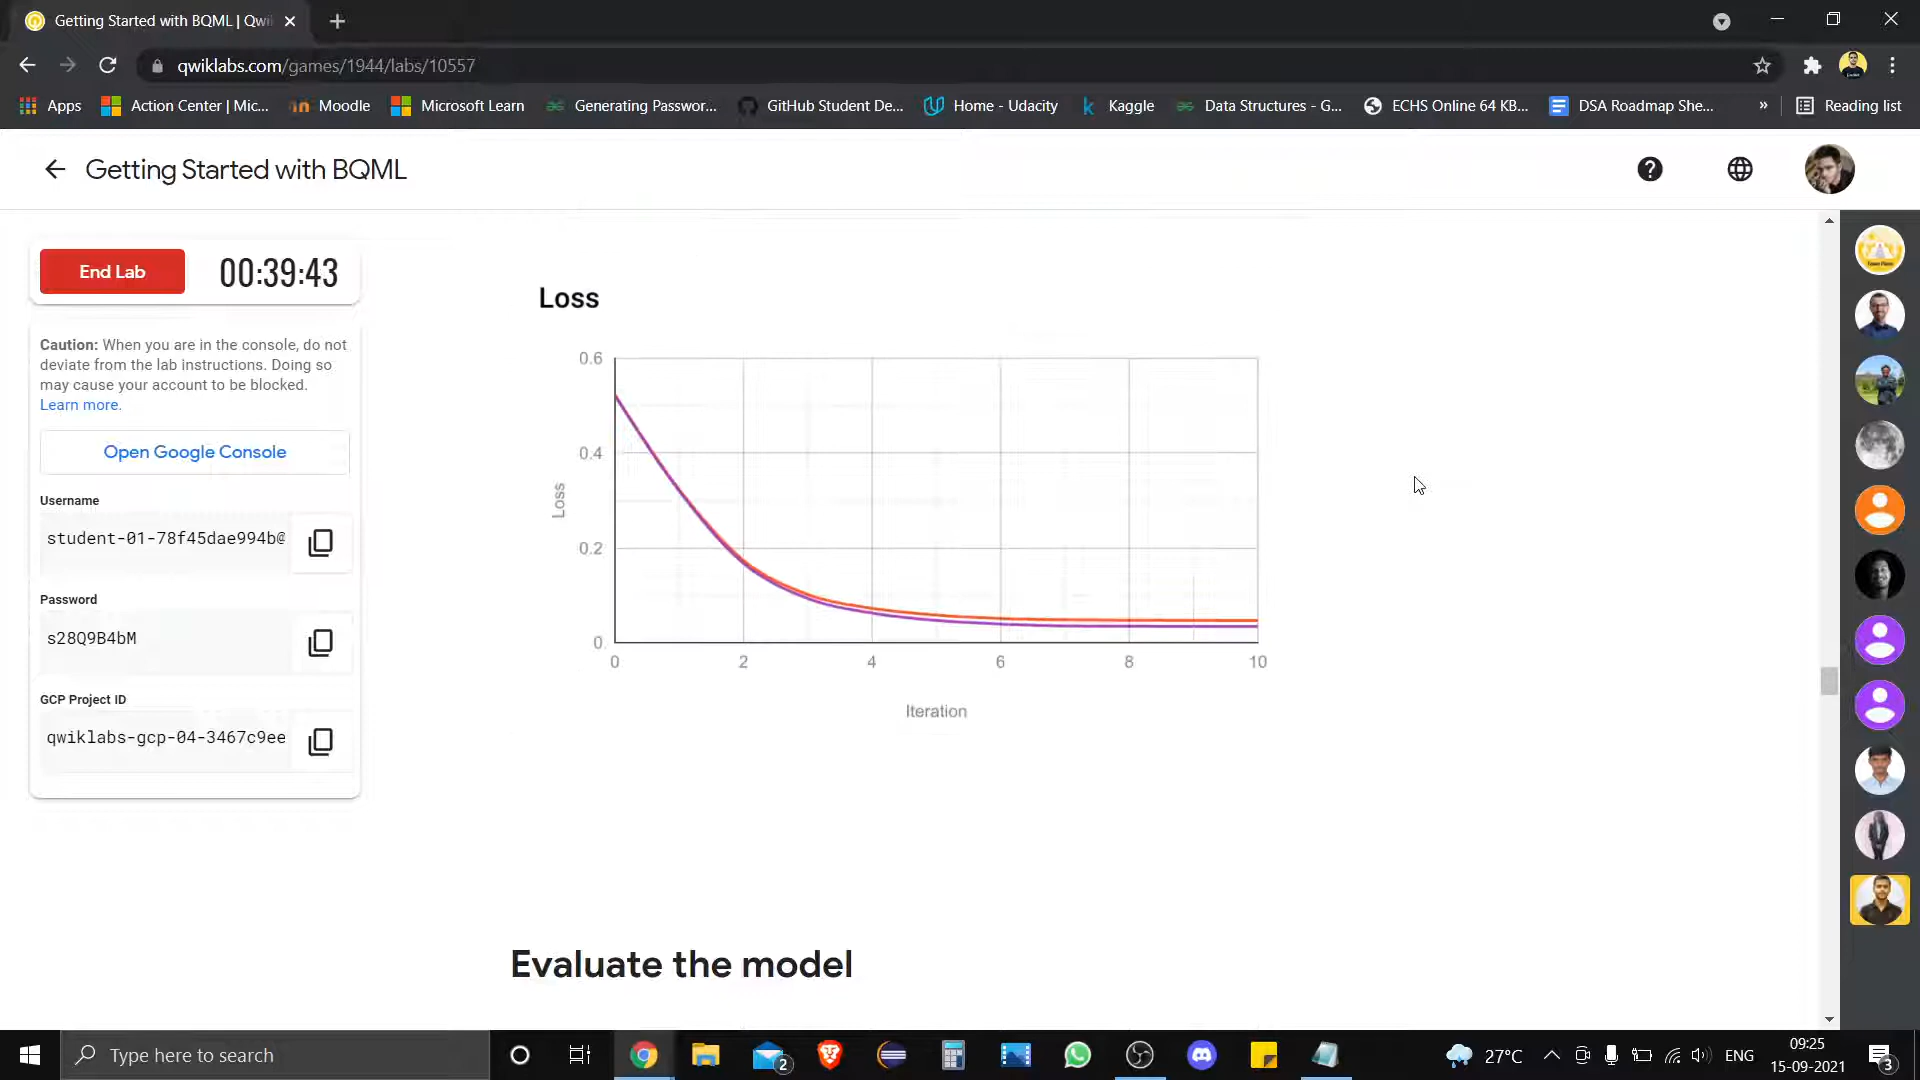 Getting Started with BQML | Qwi
qwiklabs.com/games/1944/labs/10557
Apps
Action Center | Mic...
Moodle
Microsoft Learn
Generating Passwor...
GitHub Student De...
Home - Udacity
Kaggle
Data Structures - G...
ECHS Online 64 KB...
DSA Roadmap She...
»
Reading list
Getting Started with BQML
End Lab
00:39:43
Caution: When you are in the console, do not
deviate from the lab instructions. Doing so
may cause your account to be blocked.
Learn more.
Open Google Console
Username
student-01-78f45dae994b@
Password
s28Q9B4bM
GCP Project ID
qwiklabs-gcp-04-3467c9ee
Loss
0.6
0.4
0.2
0
Loss
0 2 4 6 8 10
Iteration
Evaluate the model
Type here to search
2
27°C
ENG
09:25
15-09-2021
3